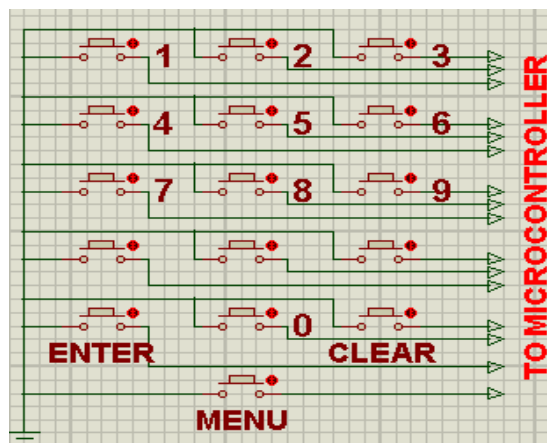 1 2 3
4 5 6
7 8 9
0
ENTER CLEAR
MENU
TO MICROCONTROLLER